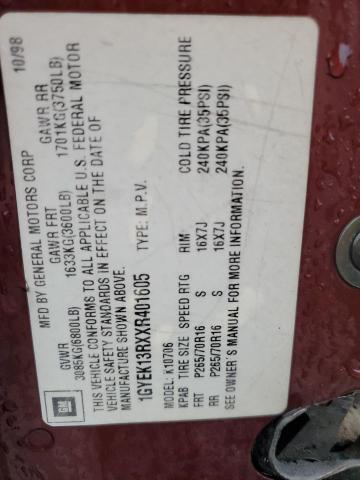 MFD BY GENERAL MOTORS CORP 10/98
GVWR GAWR FRT GAWR RR
3085KG(6800LB) 1633KG(3600LB) 1701KG(3750LB)
THIS VEHICLE CONFORMS TO ALL APPLICABLE U.S. FEDERAL MOTOR
VEHICLE SAFETY STANDARDS IN EFFECT ON THE DATE OF
MANUFACTURE SHOWN ABOVE.
1GYEK13RXXR401605 TYPE: M.P.V.
MODEL: K10706
KPAB TIRE SIZE SPEED RTG RIM COLD TIRE PRESSURE
FRT P265/70R16 S 16X7J 240KPA(35PSI)
RR P265/70R16 S 16X7J 240KPA(35PSI)
SEE OWNER'S MANUAL FOR MORE INFORMATION.
GM